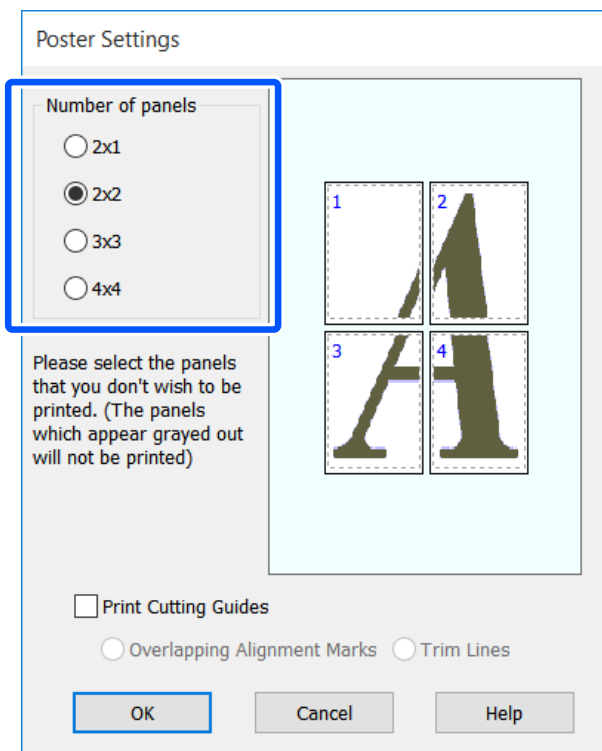 Poster Settings
Number of panels
2x1
2x2
3x3
4x4
1
2
3
4
Please select the panels
that you don't wish to be
printed. (The panels
which appear grayed out
will not be printed)
Print Cutting Guides
Overlapping Alignment Marks
Trim Lines
OK
Cancel
Help